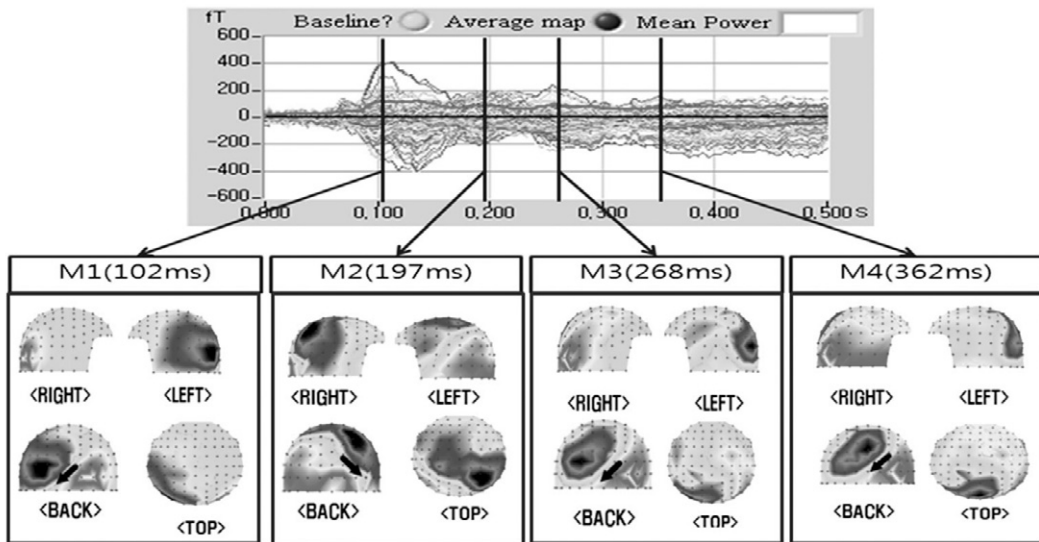 fT Baseline? Average map Mean Power
600
400
200
0
-200
-400
-600
0,000 0,100 0,200 0,300 0,400 0,500 S
M1(102ms) M2(197ms) M3(268ms) M4(362ms)
<RIGHT> <LEFT> <RIGHT> <LEFT> <RIGHT> <LEFT> <RIGHT> <LEFT>
<BACK> <TOP> <BACK> <TOP> <BACK> <TOP> <BACK> <TOP>